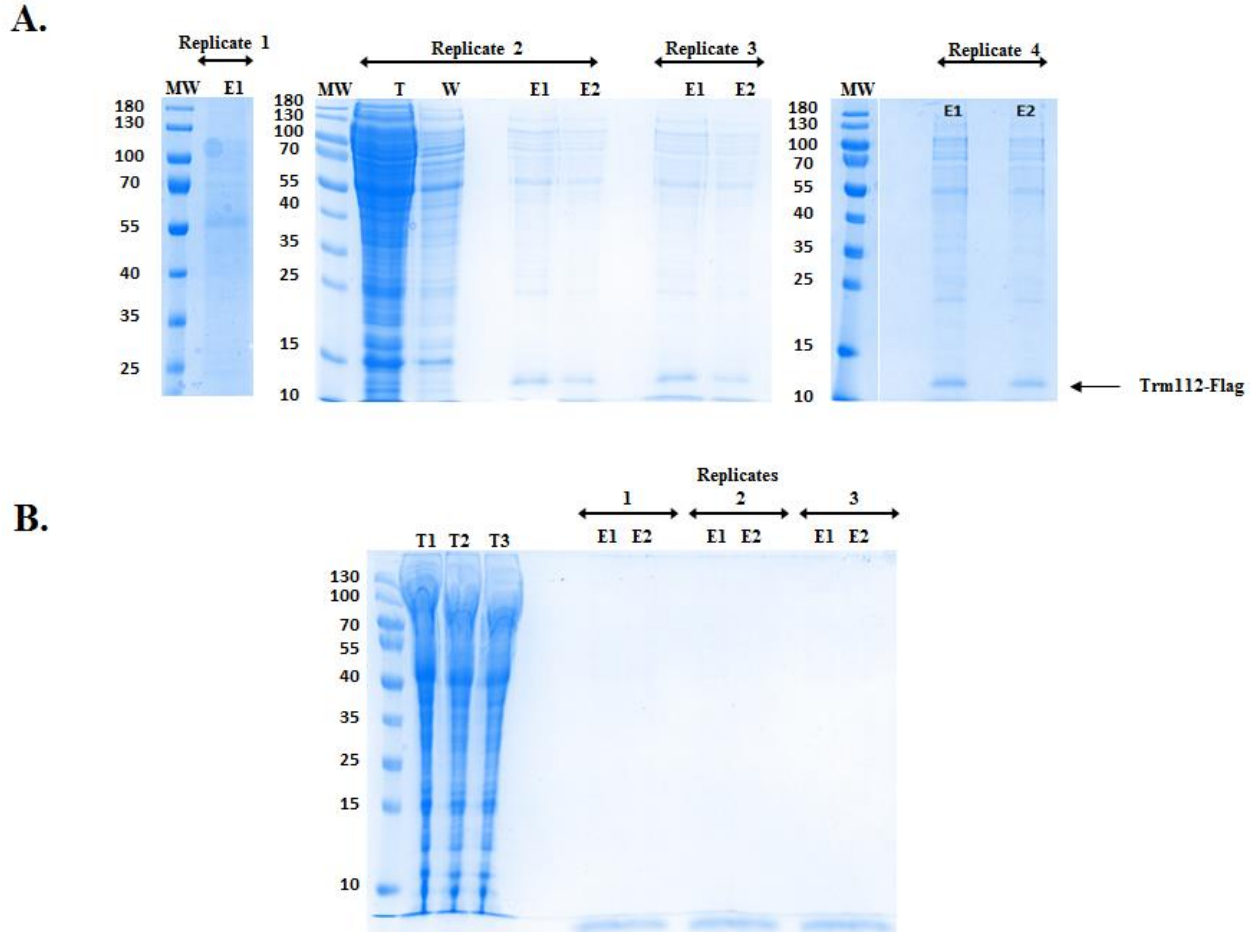 A.
Replicate 1
Replicate 2
Replicate 3
Replicate 4
MW E1
MW T W E1 E2
E1 E2
MW E1 E2
180
130
100
70
55
40
35
25
180
130
100
70
55
40
35
25
15
10
180
130
100
70
55
40
35
25
15
10
Trm112-Flag
B.
Replicates
1 2 3
T1 T2 T3 E1 E2 E1 E2 E1 E2
130
100
70
55
40
35
25
15
10